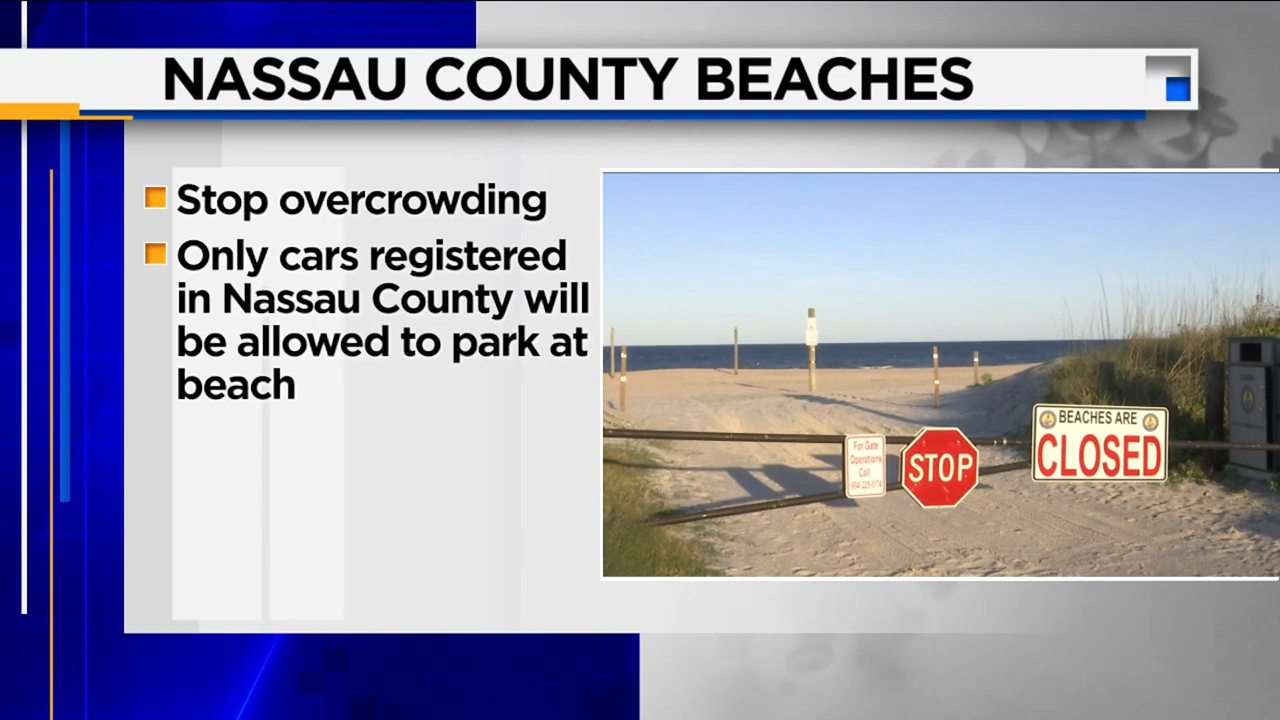 NASSAU COUNTY BEACHES
Stop overcrowding
Only cars registered
in Nassau County will
be allowed to park at
beach
BEACHES ARE
CLOSED
For Gate
Operations
Call
STOP